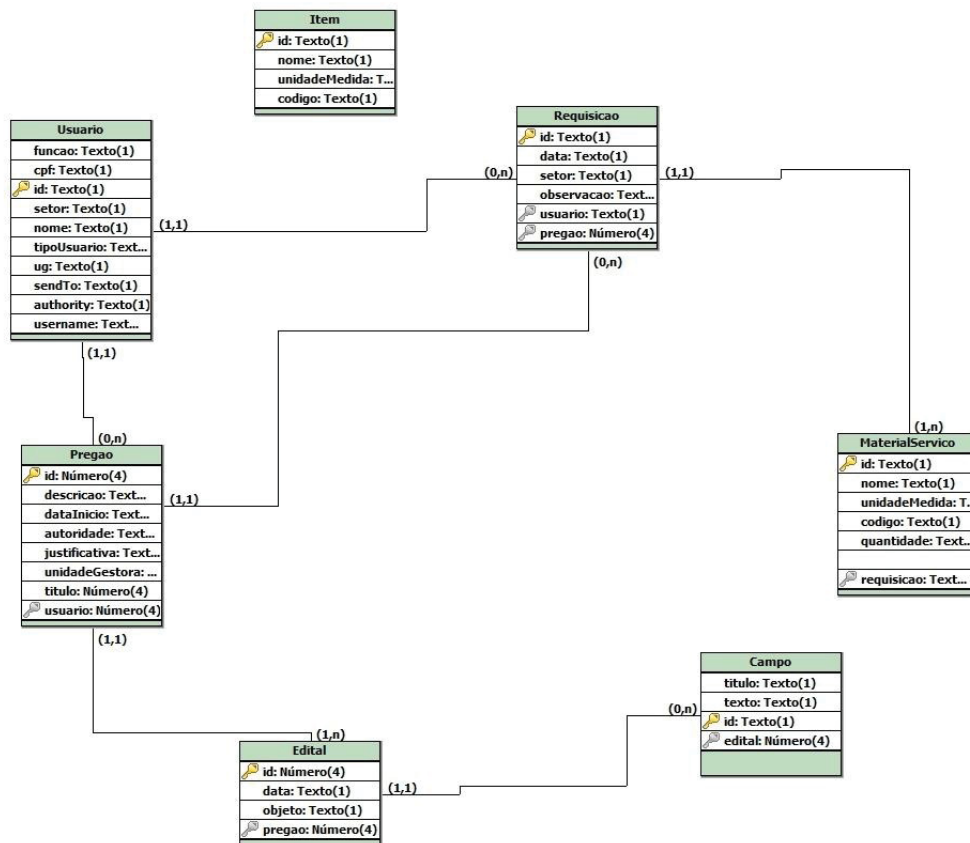 Item
id: Texto(1)
nome: Texto(1)
unidadeMedida: T...
codigo: Texto(1)
Usuario
funcao: Texto(1)
cpf: Texto(1)
id: Texto(1)
setor: Texto(1)
nome: Texto(1)
tipoUsuario: Text...
ug: Texto(1)
sendTo: Texto(1)
authority: Texto(1)
username: Text...
(1,1)
(1,1)
Requisicao
id: Texto(1)
data: Texto(1)
setor: Texto(1)
observacao: Text...
usuario: Texto(1)
pregao: Número(4)
(0,n)
(1,1)
(0,n)
(0,n)
Pregao
id: Número(4)
descricao: Text...
dataInicio: Text...
autoridade: Text...
justificativa: Text...
unidadeGestora: ...
titulo: Número(4)
usuario: Número(4)
(1,1)
(1,1)
(1,n)
MaterialServico
id: Texto(1)
nome: Texto(1)
unidadeMedida: T...
codigo: Texto(1)
quantidade: Text...
requisicao: Text...
Campo
titulo: Texto(1)
texto: Texto(1)
id: Texto(1)
edital: Número(4)
(0,n)
(1,n)
Edital
id: Número(4)
data: Texto(1)
objeto: Texto(1)
pregao: Número(4)
(1,1)